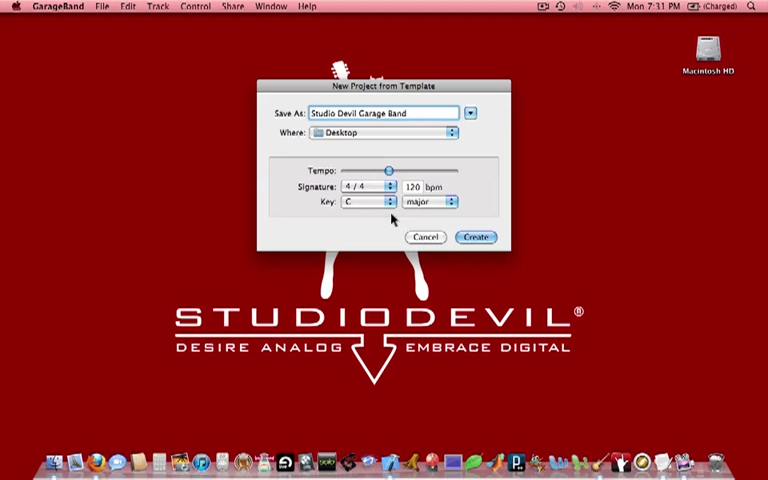 GarageBand File Edit Track Control Share Window Help Mon 7:31 PM (Charged)
Macintosh HD
New Project from Template
Save As: Studio Devil Garage Band
Where: Desktop
Tempo:
Signature: 4 / 4 120 bpm
Key: C major
Cancel Create
STUDIODEVIL®
DESIRE ANALOG EMBRACE DIGITAL